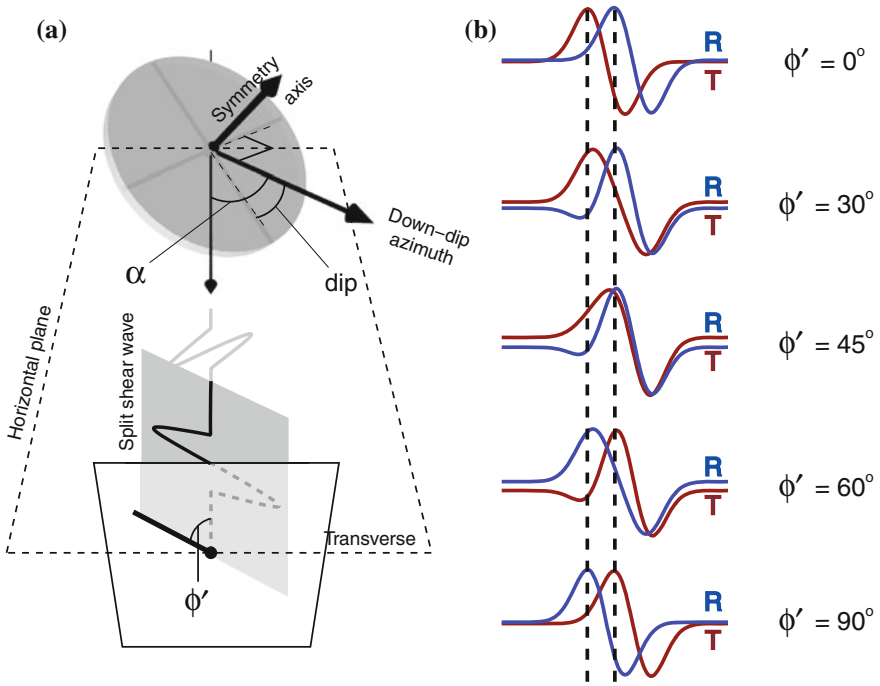 (a)
Symmetry
axis
Down–dip
azimuth
α
dip
Horizontal plane
Split shear wave
Transverse
ϕ′
(b)
R
T
ϕ′ = 0°
R
T
ϕ′ = 30°
R
T
ϕ′ = 45°
R
T
ϕ′ = 60°
R
T
ϕ′ = 90°